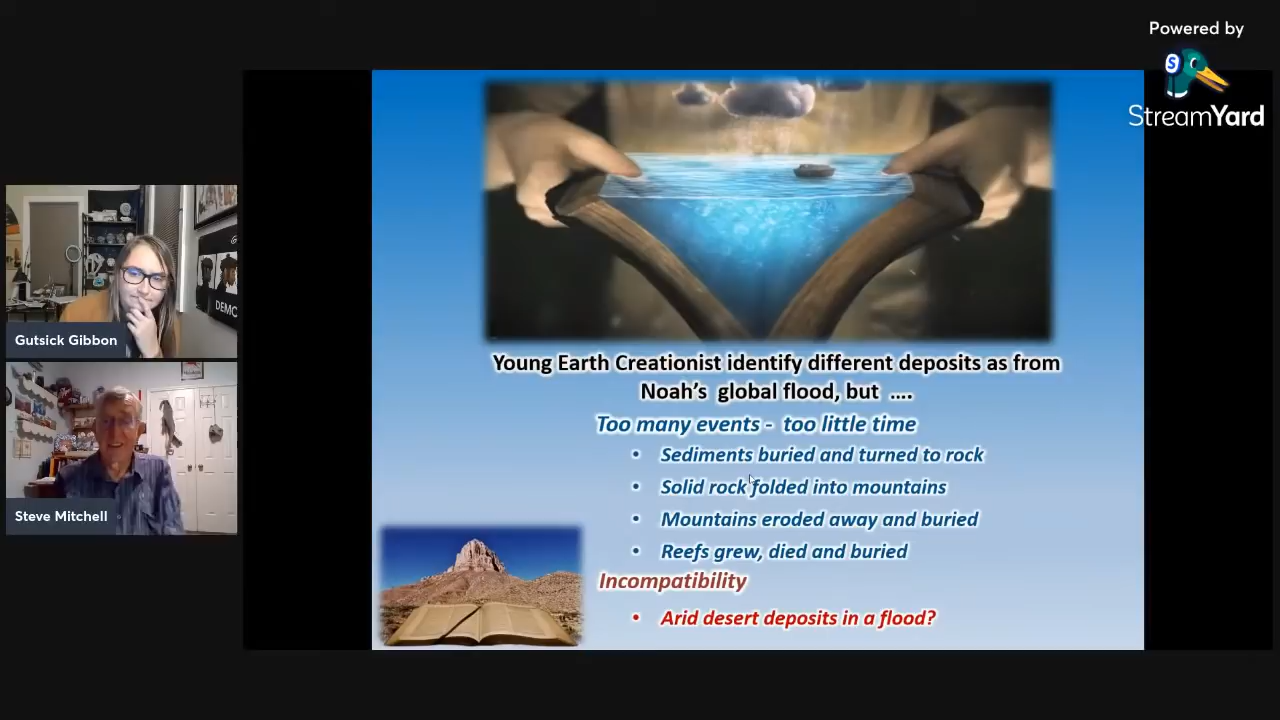 Powered by
S
StreamYard
DEMO
Gutsick Gibbon
Steve Mitchell
Young Earth Creationist identify different deposits as from
Noah's global flood, but ....
Too many events - too little time
• Sediments buried and turned to rock
• Solid rock folded into mountains
• Mountains eroded away and buried
• Reefs grew, died and buried
Incompatibility
• Arid desert deposits in a flood?